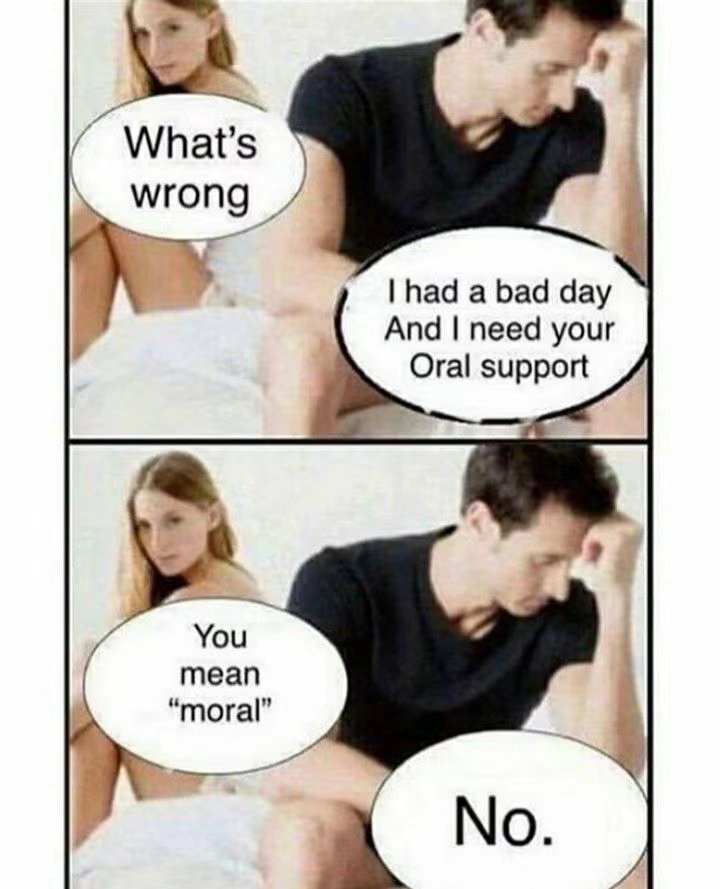 What's
wrong
I had a bad day
And I need your
Oral support
You
mean
“moral”
No.